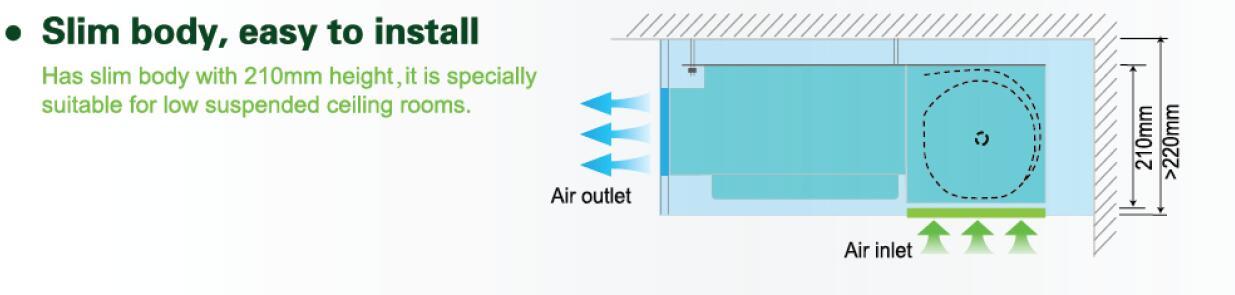 ● Slim body, easy to install
Has slim body with 210mm height, it is specially
suitable for low suspended ceiling rooms.
Air outlet
Air inlet
210mm
>220mm